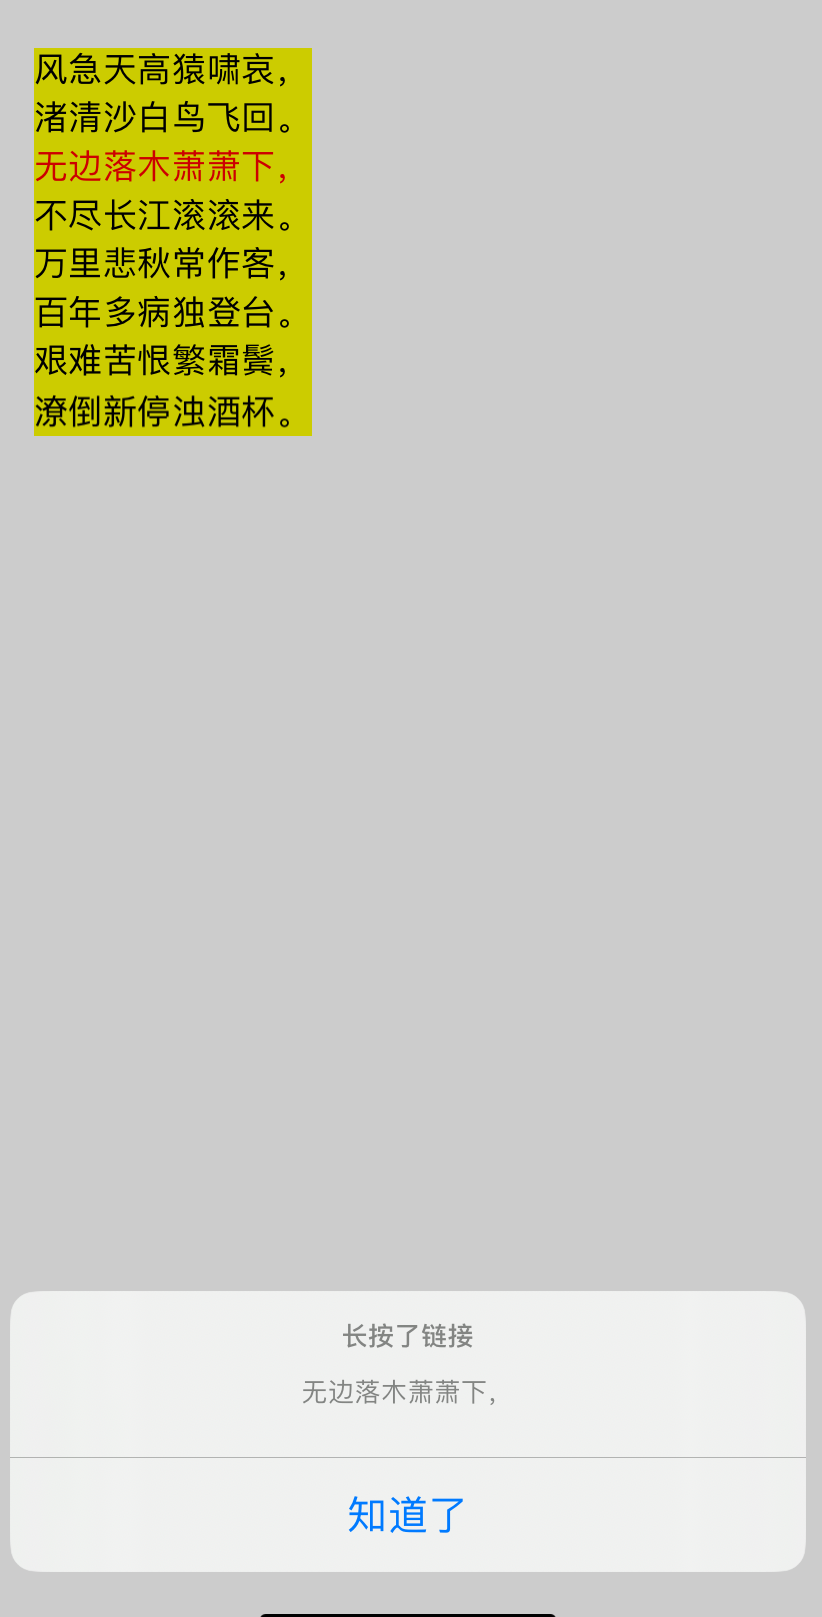 风急天高猿啸哀，
渚清沙白鸟飞回。
无边落木萧萧下，
不尽长江滚滚来。
万里悲秋常作客，
百年多病独登台。
艰难苦恨繁霜鬓，
潦倒新停浊酒杯。
长按了链接
无边落木萧萧下，
知道了